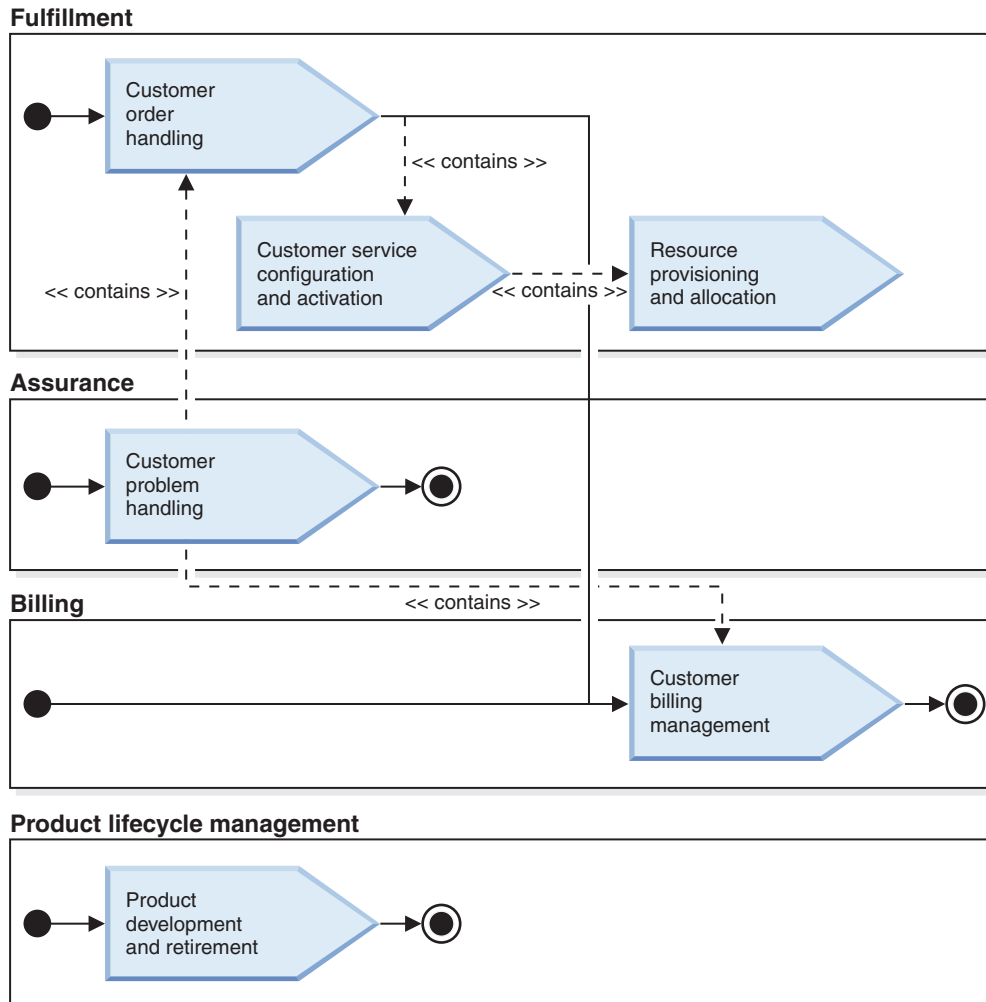 Fulfillment
Customer
order
handling
<< contains >>
Customer service
configuration
and activation
<< contains >>
Resource
provisioning
and allocation
<< contains >>
Assurance
Customer
problem
handling
<< contains >>
Billing
Customer
billing
management
Product lifecycle management
Product
development
and retirement